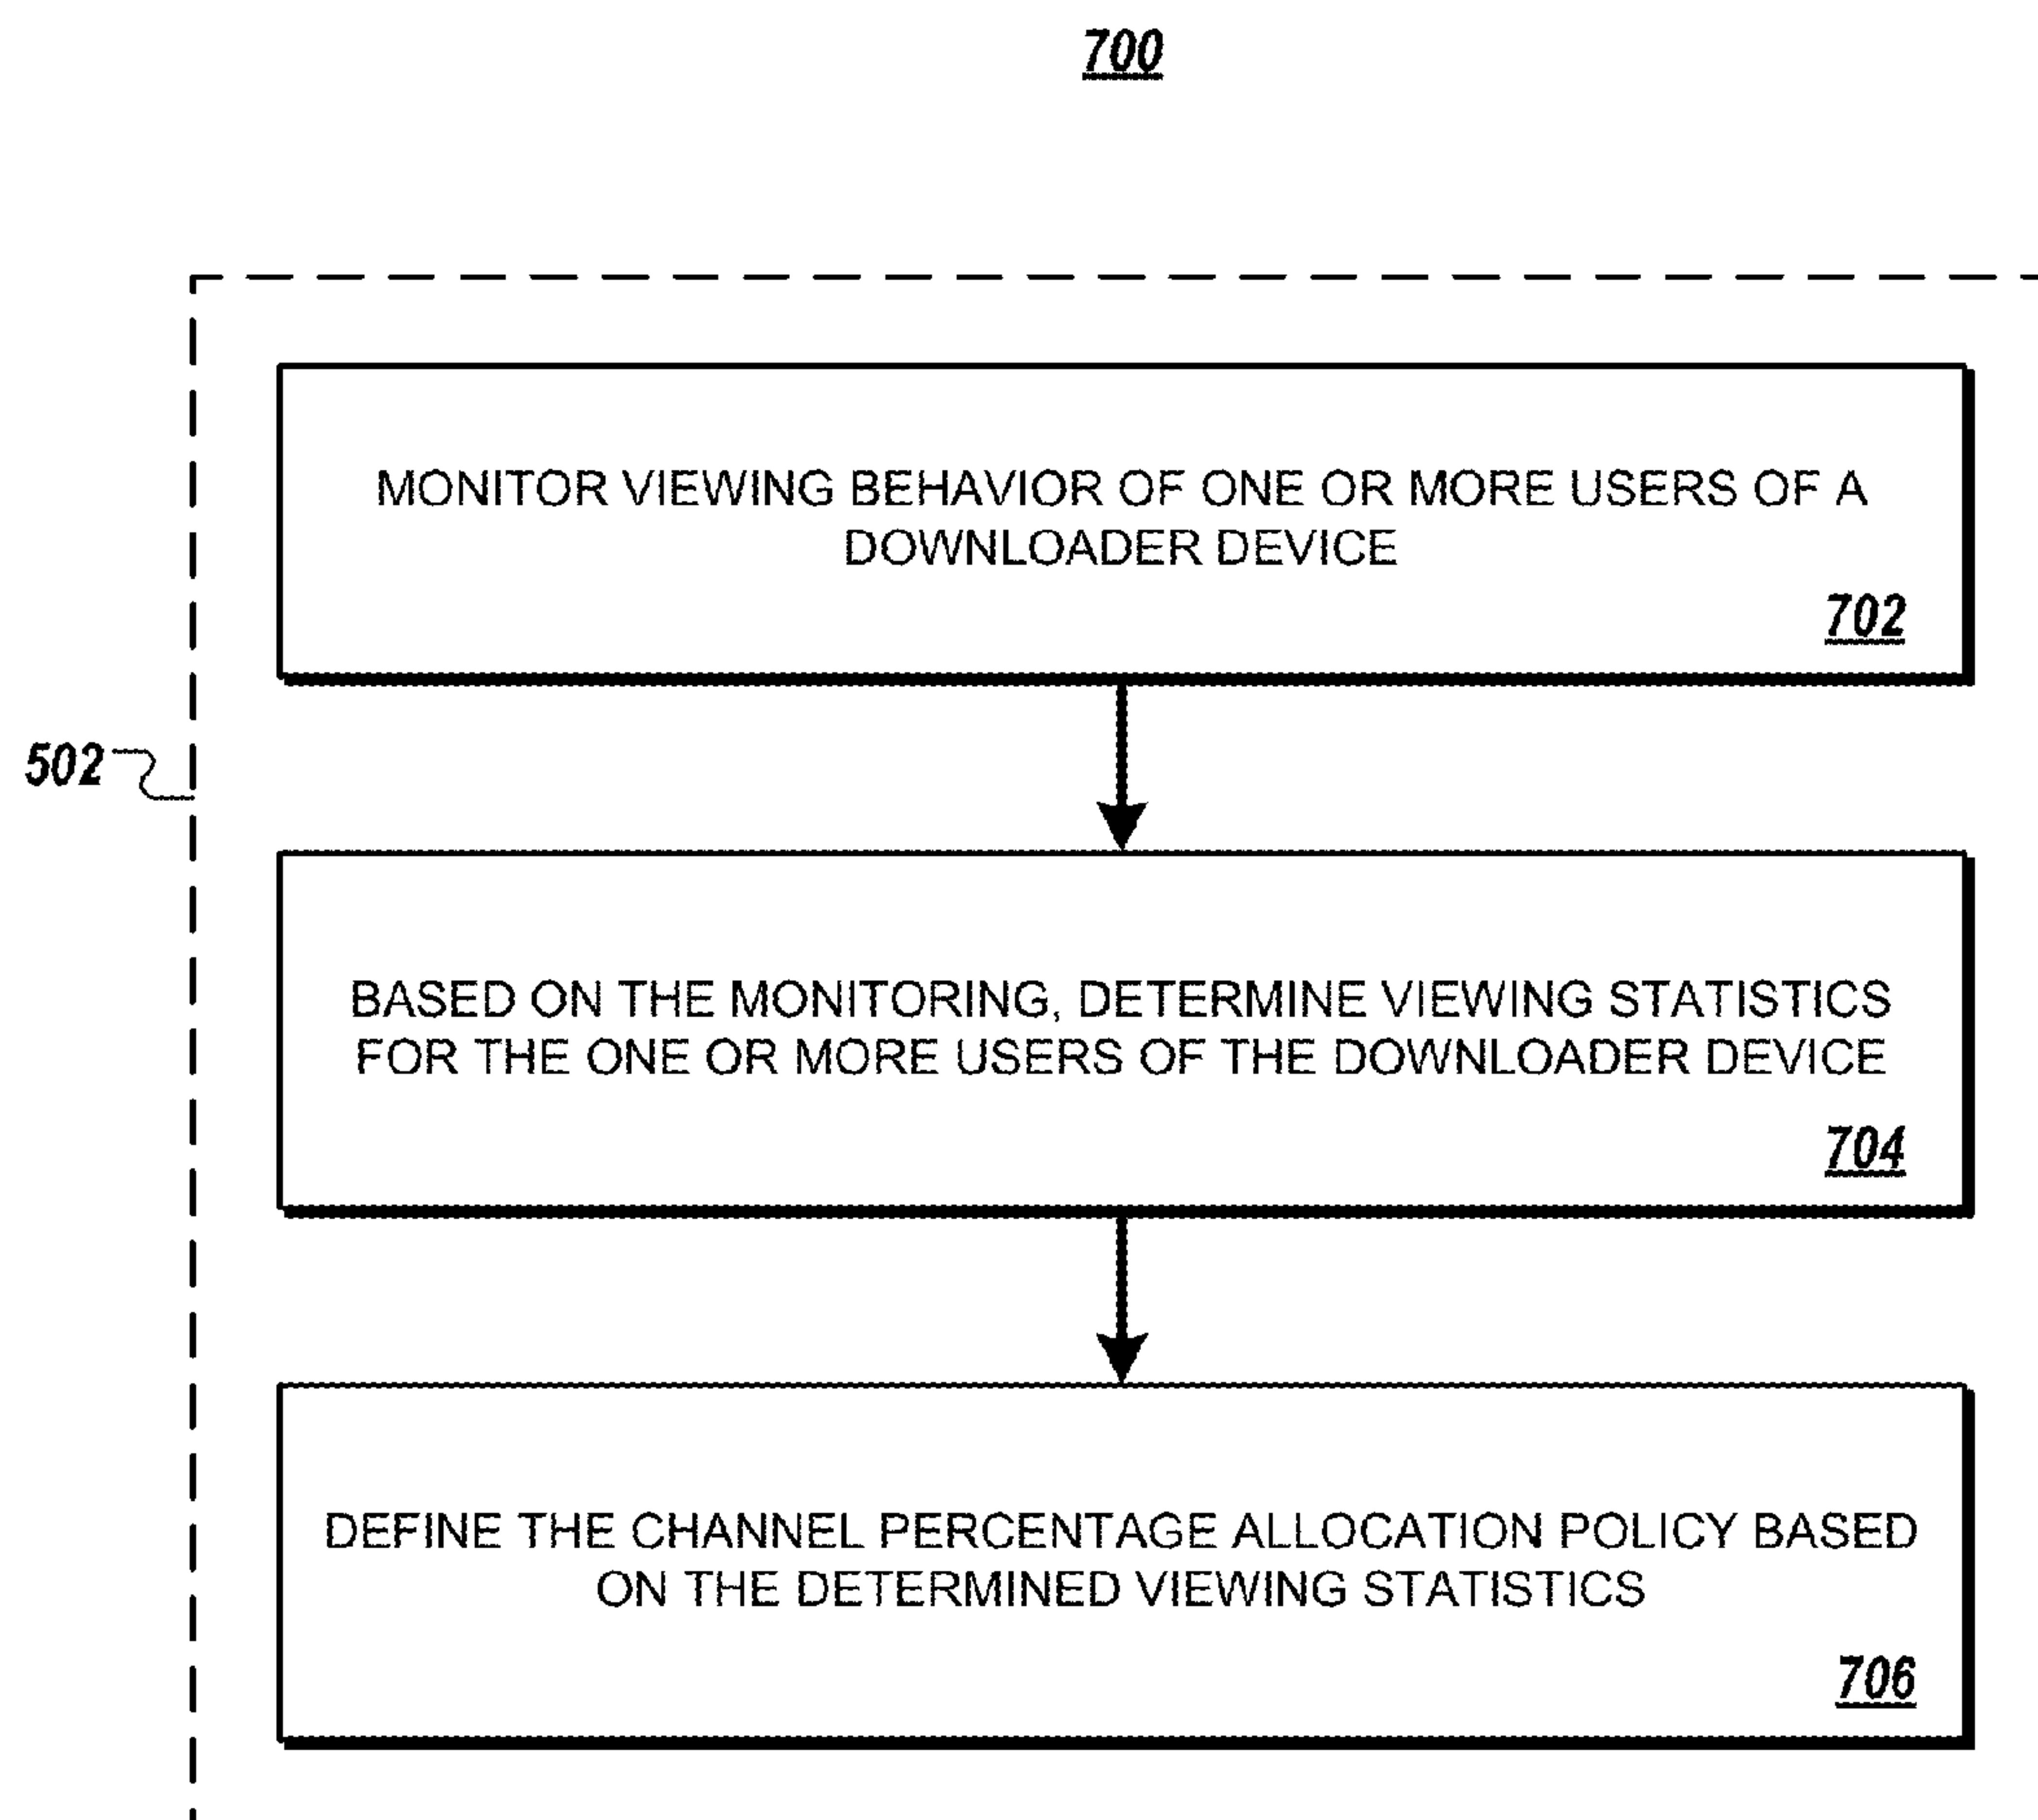 700
MONITOR VIEWING BEHAVIOR OF ONE OR MORE USERS OF A
DOWNLOADER DEVICE
702
502
BASED ON THE MONITORING, DETERMINE VIEWING STATISTICS
FOR THE ONE OR MORE USERS OF THE DOWNLOADER DEVICE
704
DEFINE THE CHANNEL PERCENTAGE ALLOCATION POLICY BASED
ON THE DETERMINED VIEWING STATISTICS
706